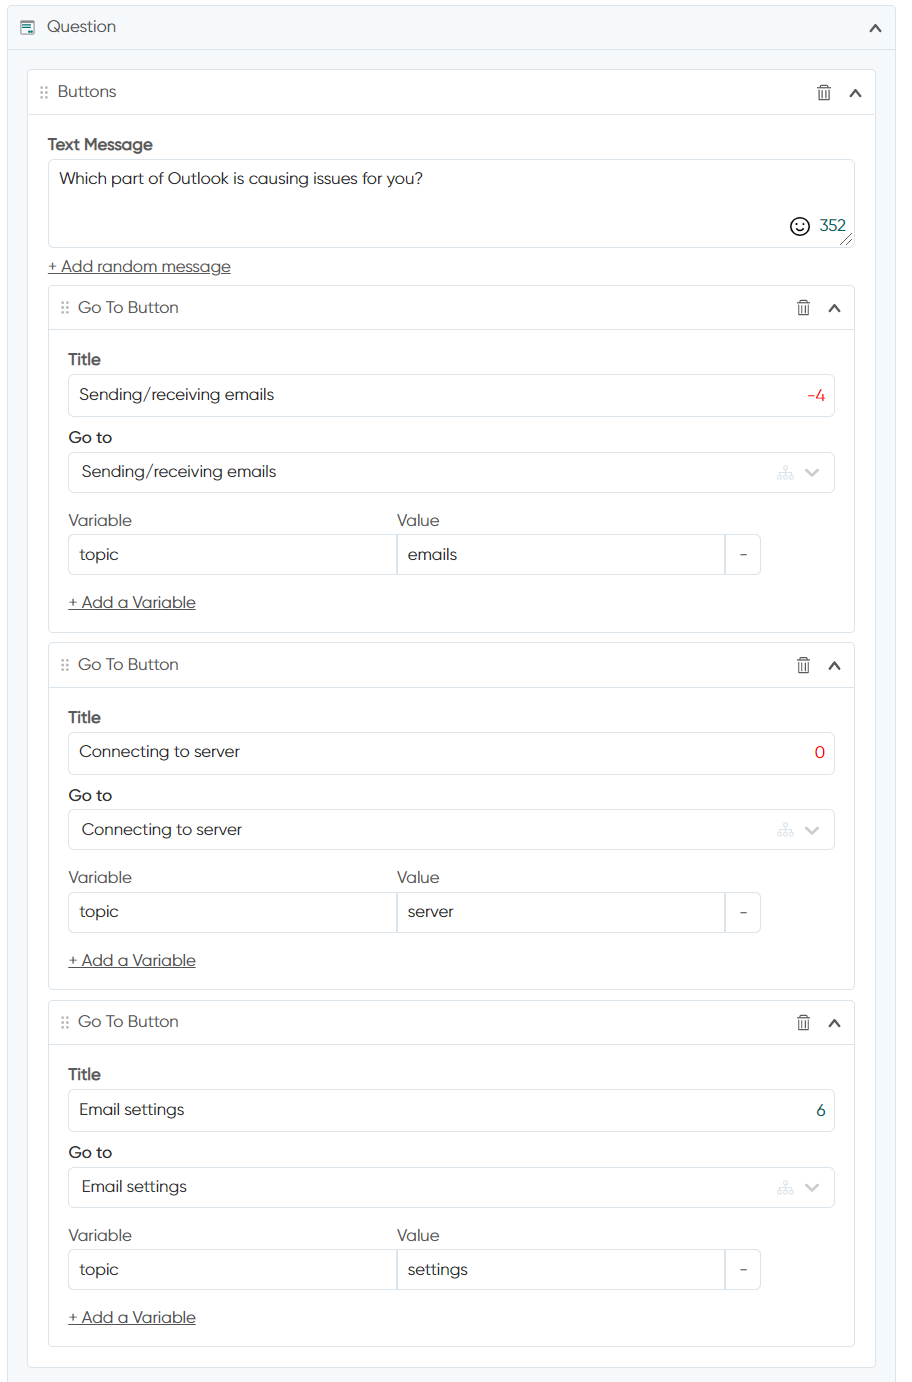 Question
Buttons
Text Message
Which part of Outlook is causing issues for you?
352
+ Add random message
Go To Button
Title
Sending/receiving emails -4
Go to
Sending/receiving emails
Variable Value
topic emails -
+ Add a Variable
Go To Button
Title
Connecting to server 0
Go to
Connecting to server
Variable Value
topic server -
+ Add a Variable
Go To Button
Title
Email settings 6
Go to
Email settings
Variable Value
topic settings -
+ Add a Variable